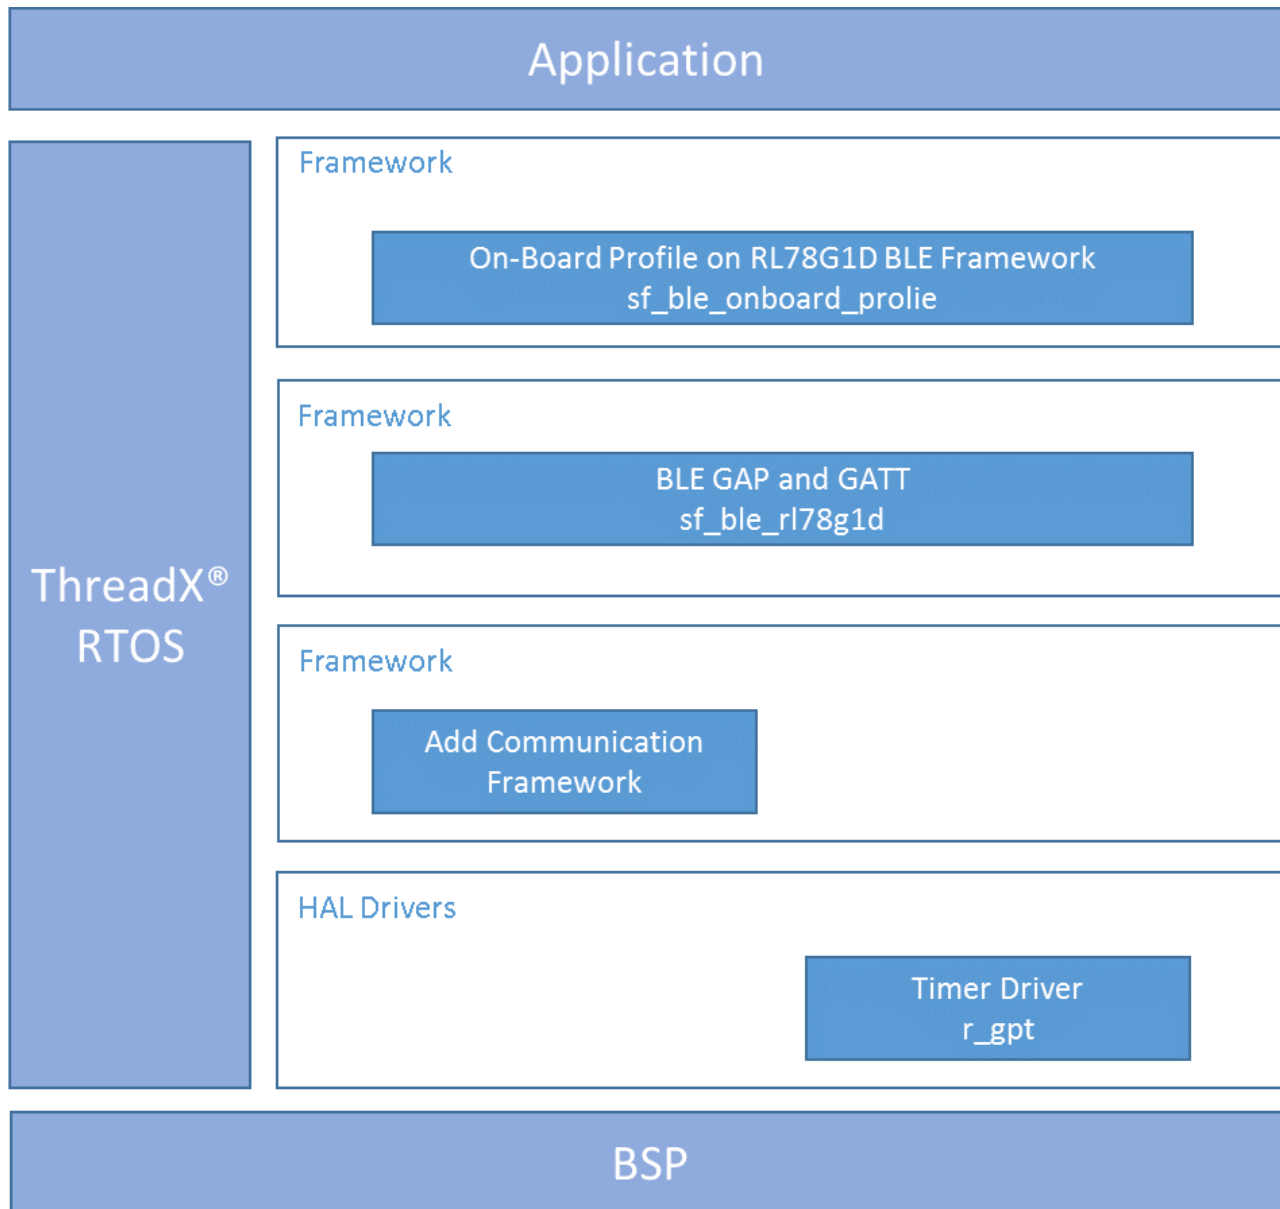 Application
Framework
On-Board Profile on RL78G1D BLE Framework
sf_ble_onboard_prolie
Framework
BLE GAP and GATT
sf_ble_rl78g1d
ThreadX®
RTOS
Framework
Add Communication
Framework
HAL Drivers
Timer Driver
r_gpt
BSP